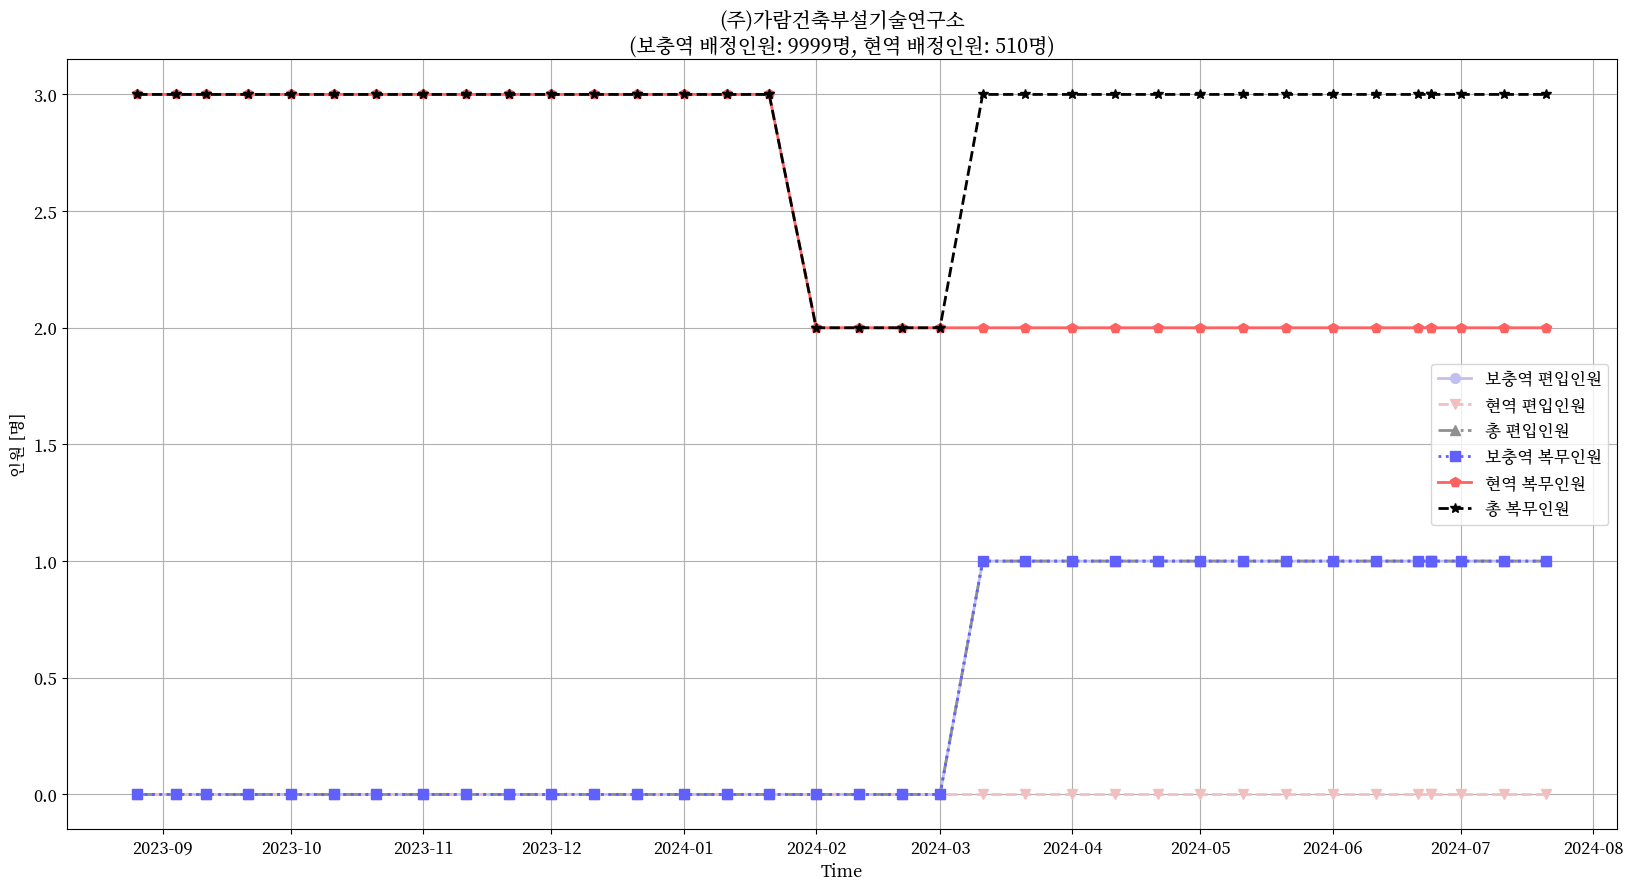 (주)가람건축부설기술연구소
(보충역 배정인원: 9999명, 현역 배정인원: 510명)
3.0
2.5
2.0
1.5
1.0
0.5
0.0
인원 [명]
보충역 편입인원
현역 편입인원
총 편입인원
보충역 복무인원
현역 복무인원
총 복무인원
2023-09 2023-10 2023-11 2023-12 2024-01 2024-02 2024-03 2024-04 2024-05 2024-06 2024-07 2024-08
Time